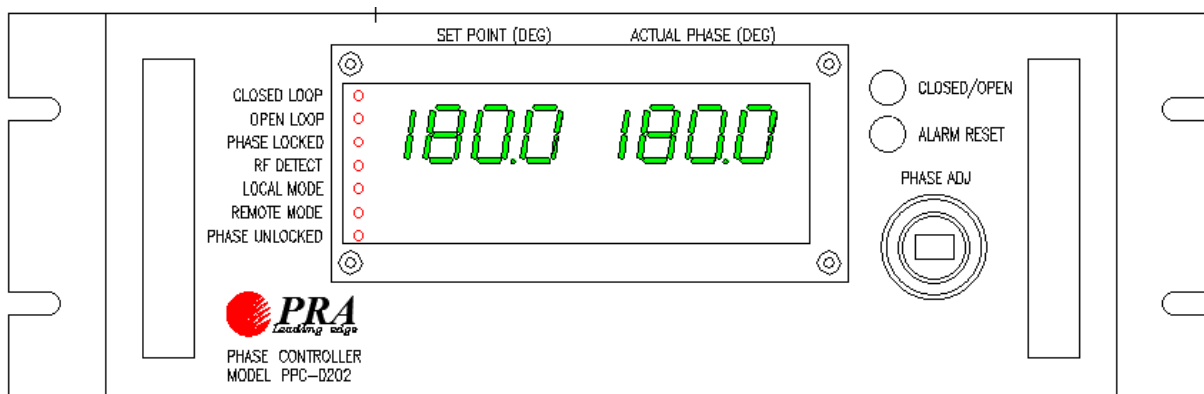 SET POINT (DEG) ACTUAL PHASE (DEG)
CLOSED LOOP
OPEN LOOP
PHASE LOCKED
RF DETECT
LOCAL MODE
REMOTE MODE
PHASE UNLOCKED
180.0 180.0
CLOSED/OPEN
ALARM RESET
PHASE ADJ
PRA
Leading edge
PHASE CONTROLLER
MODEL PPC-0202